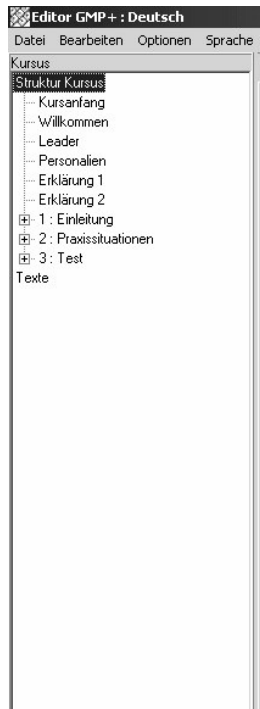 Editor GMP+ : Deutsch
Datei Bearbeiten Optionen Sprache
Kursus
Struktur Kursus
Kursanfang
Willkommen
Leader
Personalien
Erklärung 1
Erklärung 2
1 : Einleitung
2 : Praxissituationen
3 : Test
Texte